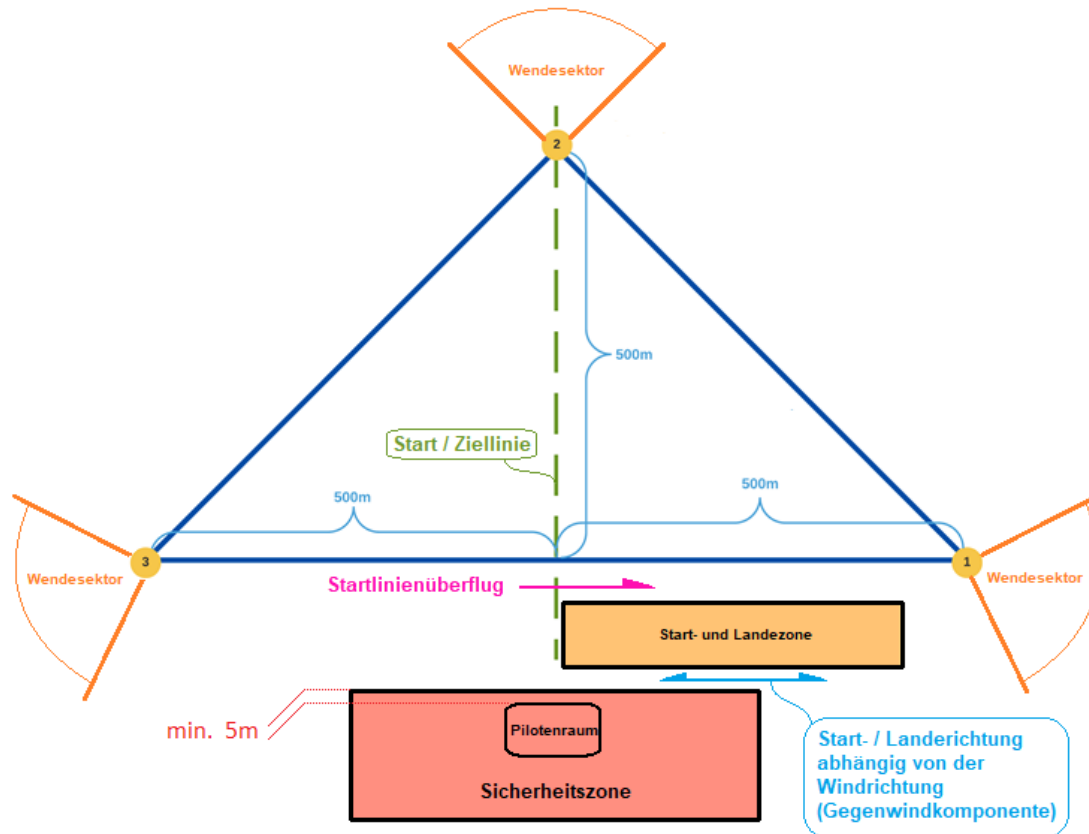 Wendesektor
2
500m
Start / Ziellinie
500m
500m
3
1
Wendesektor
Wendesektor
Startlinienüberflug
Start- und Landezone
min. 5m
Pilotenraum
Sicherheitszone
Start- / Landerichtung
abhängig von der
Windrichtung
(Gegenwindkomponente)